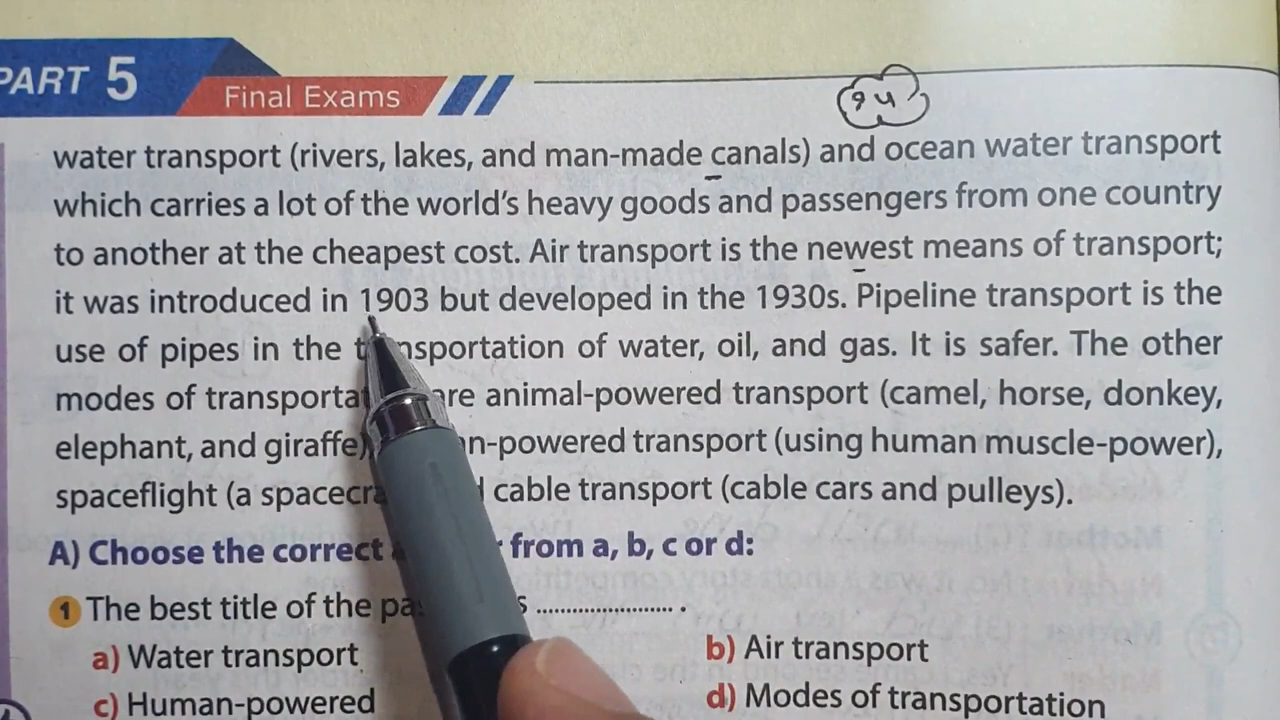 PART 5
Final Exams
94
water transport (rivers, lakes, and man-made canals) and ocean water transport
which carries a lot of the world's heavy goods and passengers from one country
to another at the cheapest cost. Air transport is the newest means of transport;
it was introduced in 1903 but developed in the 1930s. Pipeline transport is the
use of pipes in the transportation of water, oil, and gas. It is safer. The other
modes of transportat are animal-powered transport (camel, horse, donkey,
elephant, and giraffe) n-powered transport (using human muscle-power),
spaceflight (a spacecra cable transport (cable cars and pulleys).
A) Choose the correct from a, b, c or d:
1 The best title of the pa s ........................ .
a) Water transport
b) Air transport
c) Human-powered
d) Modes of transportation